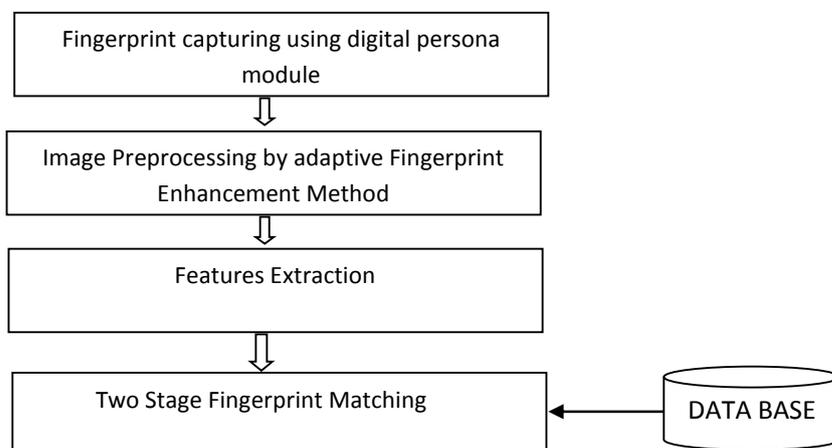 Fingerprint capturing using digital persona
module
Image Preprocessing by adaptive Fingerprint
Enhancement Method
Features Extraction
Two Stage Fingerprint Matching
DATA BASE